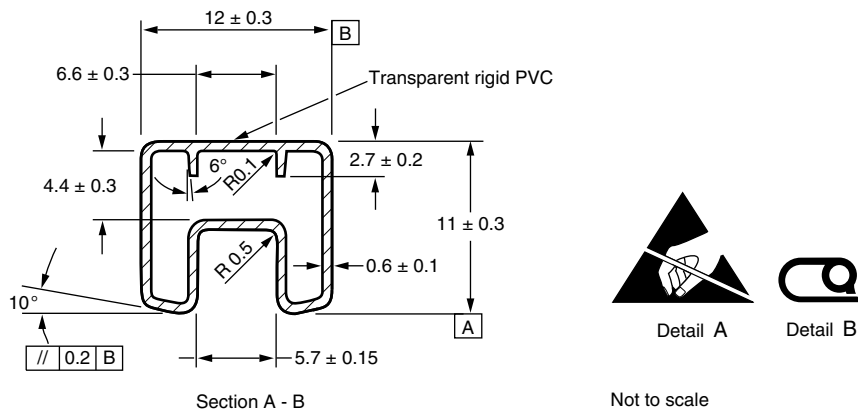 12 ± 0.3
B
6.6 ± 0.3
Transparent rigid PVC
6°
R0.1
2.7 ± 0.2
4.4 ± 0.3
11 ± 0.3
R 0.5
0.6 ± 0.1
10°
A
// 0.2 B
5.7 ± 0.15
Detail A
Detail B
Section A - B
Not to scale